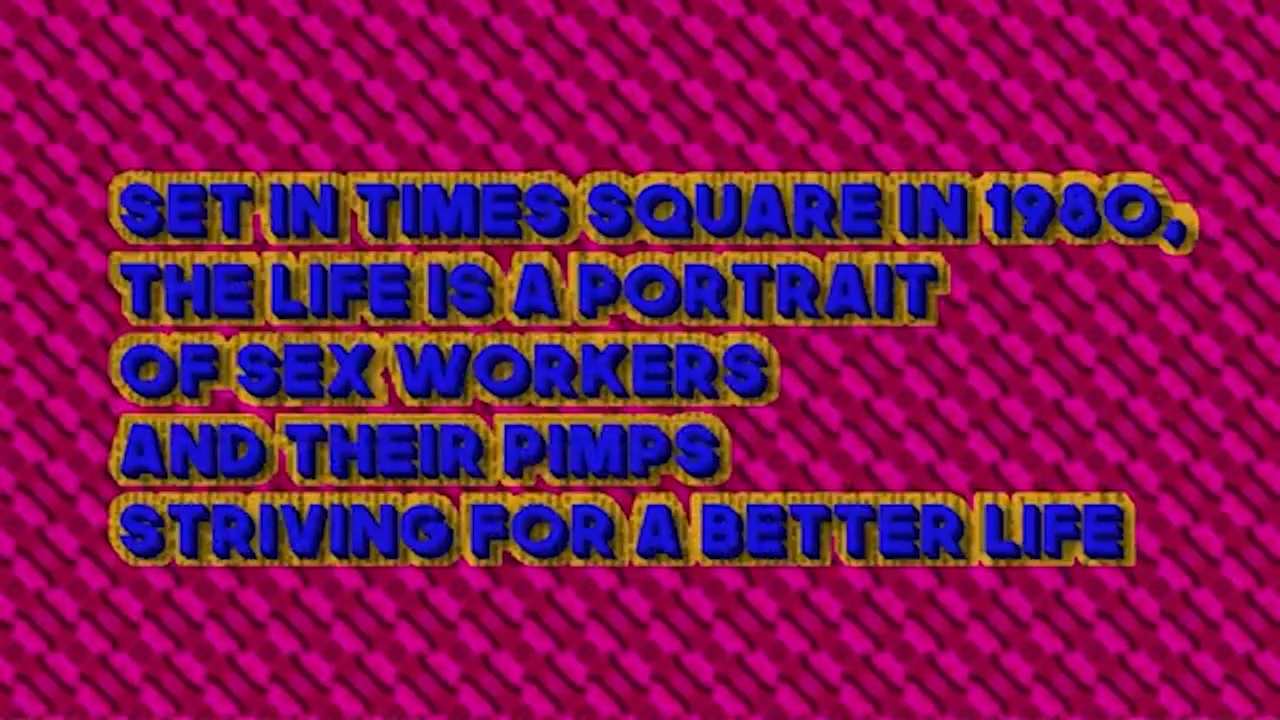 SET IN TIMES SQUARE IN 1980,
THE LIFE IS A PORTRAIT
OF SEX WORKERS
AND THEIR PIMPS
STRIVING FOR A BETTER LIFE